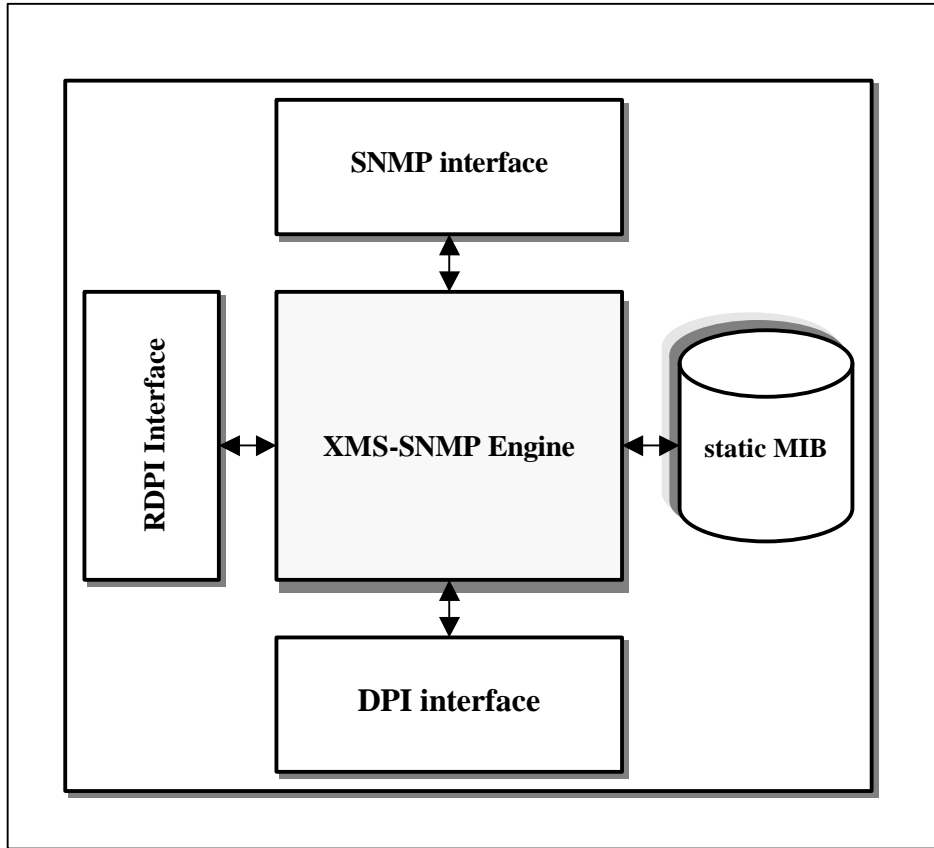 SNMP interface
RDPI Interface
XMS-SNMP Engine
static MIB
DPI interface